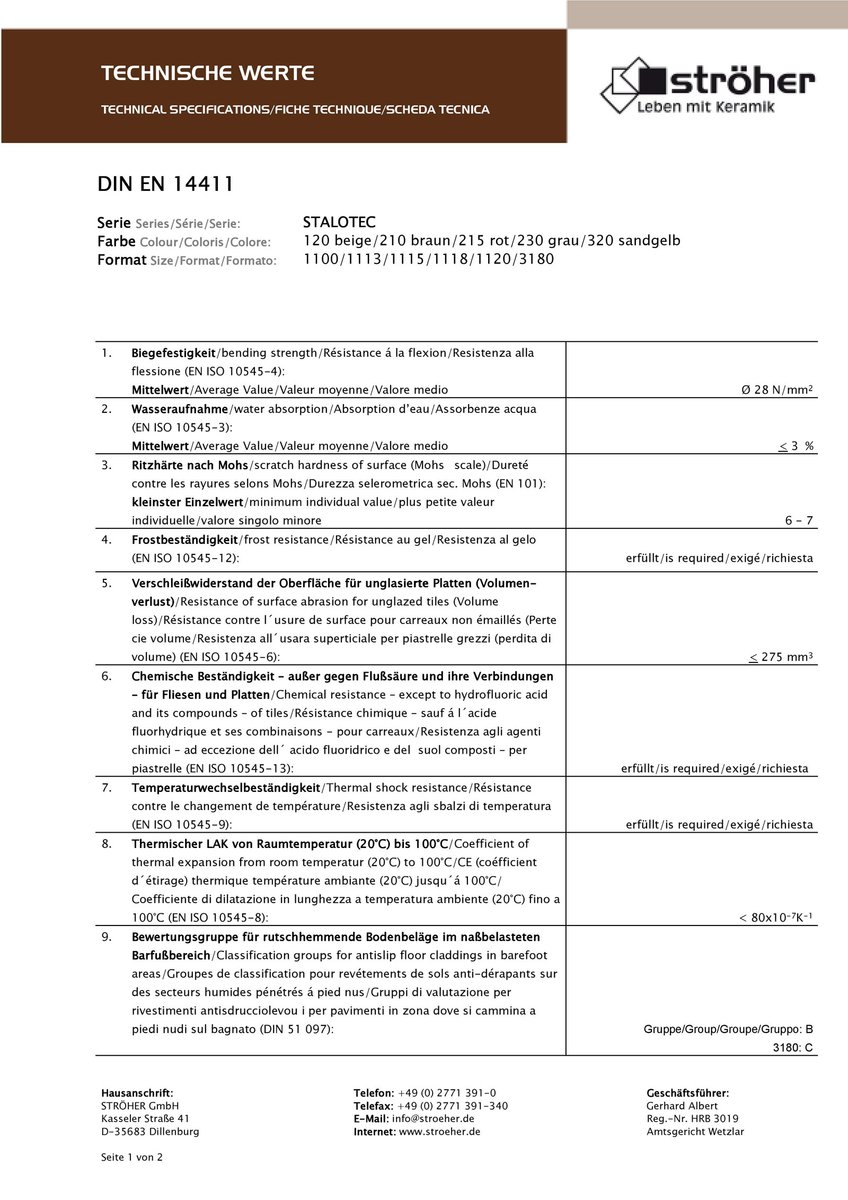 TECHNISCHE WERTE
TECHNICAL SPECIFICATIONS/FICHE TECHNIQUE/SCHEDA TECNICA
ströher
Leben mit Keramik
DIN EN 14411
Serie Series/Série/Serie: STALOTEC
Farbe Colour/Coloris/Colore: 120 beige/210 braun/215 rot/230 grau/320 sandgelb
Format Size/Format/Formato: 1100/1113/1115/1118/1120/3180
1. Biegefestigkeit/bending strength/Résistance á la flexion/Resistenza alla
flessione (EN ISO 10545-4):
Mittelwert/Average Value/Valeur moyenne/Valore medio Ø 28 N/mm²
2. Wasseraufnahme/water absorption/Absorption d'eau/Assorbenze acqua
(EN ISO 10545-3):
Mittelwert/Average Value/Valeur moyenne/Valore medio ≤ 3 %
3. Ritzhärte nach Mohs/scratch hardness of surface (Mohs scale)/Dureté
contre les rayures selons Mohs/Durezza selerometrica sec. Mohs (EN 101):
kleinster Einzelwert/minimum individual value/plus petite valeur
individuelle/valore singolo minore 6 - 7
4. Frostbeständigkeit/frost resistance/Résistance au gel/Resistenza al gelo
(EN ISO 10545-12): erfüllt/is required/exigé/richiesta
5. Verschleißwiderstand der Oberfläche für unglasierte Platten (Volumen-
verlust)/Resistance of surface abrasion for unglazed tiles (Volume
loss)/Résistance contre l´usure de surface pour carreaux non émaillés (Perte
cie volume/Resistenza all´usara superticiale per piastrelle grezzi (perdita di
volume) (EN ISO 10545-6): ≤ 275 mm³
6. Chemische Beständigkeit - außer gegen Flußsäure und ihre Verbindungen
- für Fliesen und Platten/Chemical resistance - except to hydrofluoric acid
and its compounds - of tiles/Résistance chimique - sauf á l´acide
fluorhydrique et ses combinaisons - pour carreaux/Resistenza agli agenti
chimici - ad eccezione dell´ acido fluoridrico e del suol composti - per
piastrelle (EN ISO 10545-13): erfüllt/is required/exigé/richiesta
7. Temperaturwechselbeständigkeit/Thermal shock resistance/Résistance
contre le changement de température/Resistenza agli sbalzi di temperatura
(EN ISO 10545-9): erfüllt/is required/exigé/richiesta
8. Thermischer LAK von Raumtemperatur (20°C) bis 100°C/Coefficient of
thermal expansion from room temperatur (20°C) to 100°C/CE (coéfficient
d´étirage) thermique température ambiante (20°C) jusqu´á 100°C/
Coefficiente di dilatazione in lunghezza a temperatura ambiente (20°C) fino a
100°C (EN ISO 10545-8): < 80x10⁻⁷K⁻¹
9. Bewertungsgruppe für rutschhemmende Bodenbeläge im naßbelasteten
Barfußbereich/Classification groups for antislip floor claddings in barefoot
areas/Groupes de classification pour revétements de sols anti-dérapants sur
des secteurs humides pénétrés á pied nus/Gruppi di valutazione per
rivestimenti antisdrucciolevou i per pavimenti in zona dove si cammina a
piedi nudi sul bagnato (DIN 51 097): Gruppe/Group/Groupe/Gruppo: B
3180: C
Hausanschrift: Telefon: +49 (0) 2771 391-0 Geschäftsführer:
STRÖHER GmbH Telefax: +49 (0) 2771 391-340 Gerhard Albert
Kasseler Straße 41 E-Mail: info@stroeher.de Reg.-Nr. HRB 3019
D-35683 Dillenburg Internet: www.stroeher.de Amtsgericht Wetzlar
Seite 1 von 2